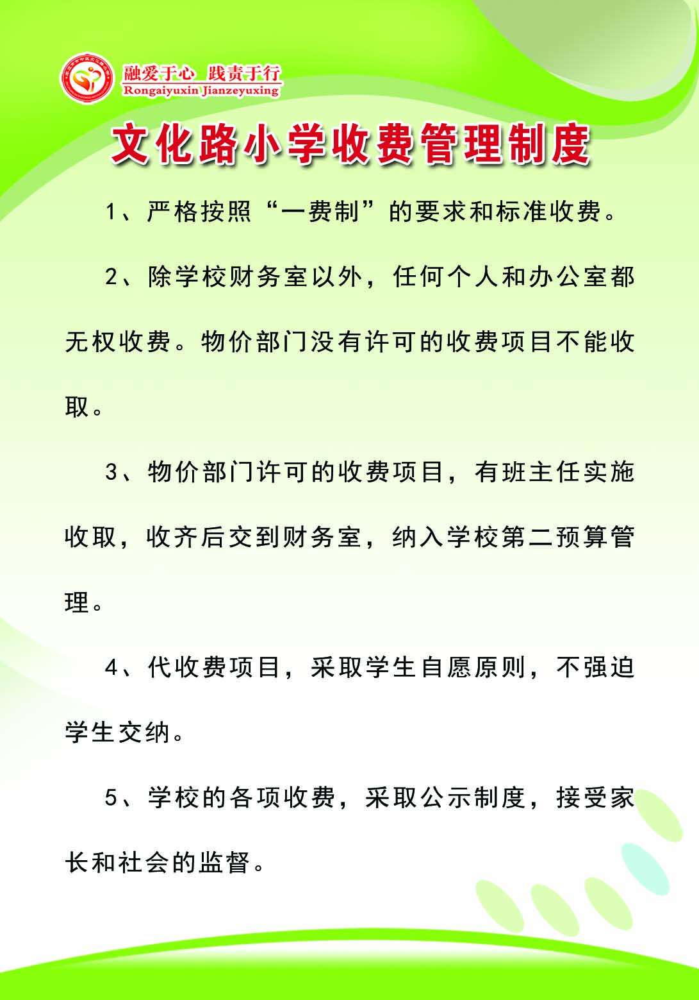 融爱于心 践责于行
Rongaiyuxin Jianzeyuxing
文化路小学收费管理制度
1、严格按照“一费制”的要求和标准收费。
2、除学校财务室以外，任何个人和办公室都
无权收费。物价部门没有许可的收费项目不能收
取。
3、物价部门许可的收费项目，有班主任实施
收取，收齐后交到财务室，纳入学校第二预算管
理。
4、代收费项目，采取学生自愿原则，不强迫
学生交纳。
5、学校的各项收费，采取公示制度，接受家
长和社会的监督。